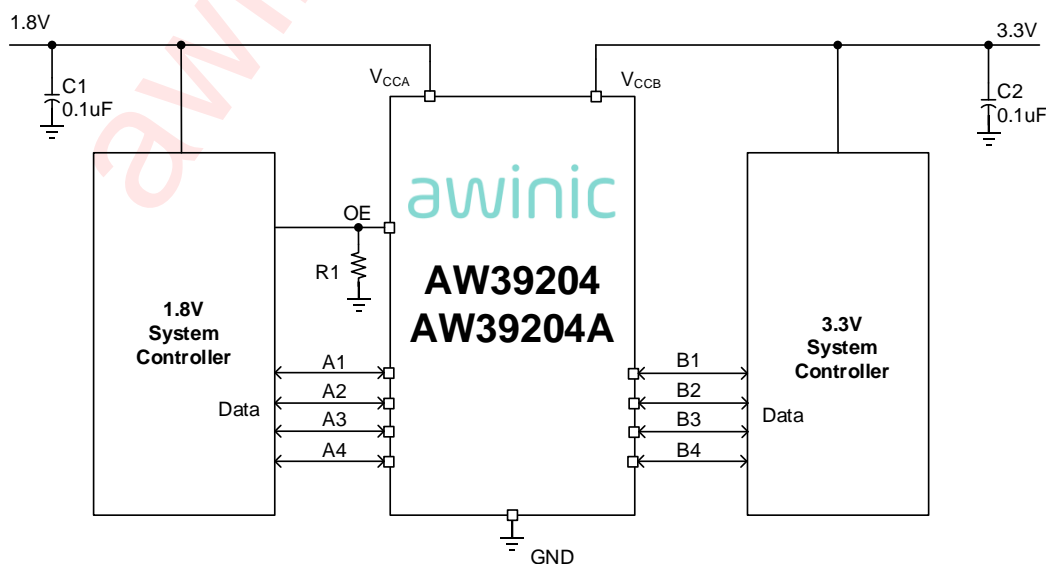 1.8V
3.3V
C1
0.1uF
VCCA
VCCB
C2
0.1uF
awinic
OE
R1
AW39204
AW39204A
1.8V
System
Controller
3.3V
System
Controller
A1
A2
A3
A4
Data
B1
B2
B3
B4
Data
GND